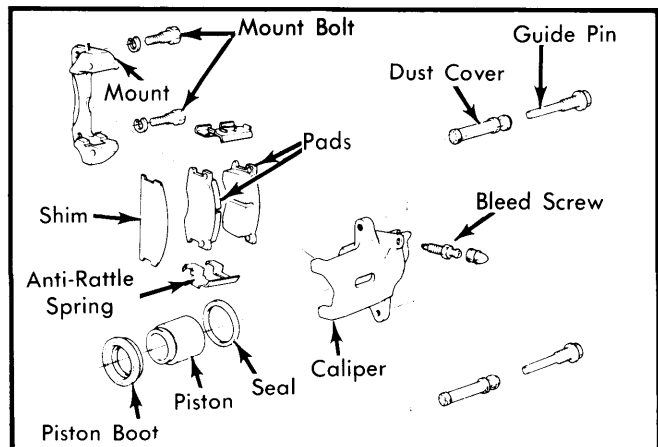 Mount Bolt
Guide Pin
Dust Cover
Mount
Pads
Shim
Bleed Screw
Anti-Rattle
Spring
Caliper
Seal
Piston
Piston Boot